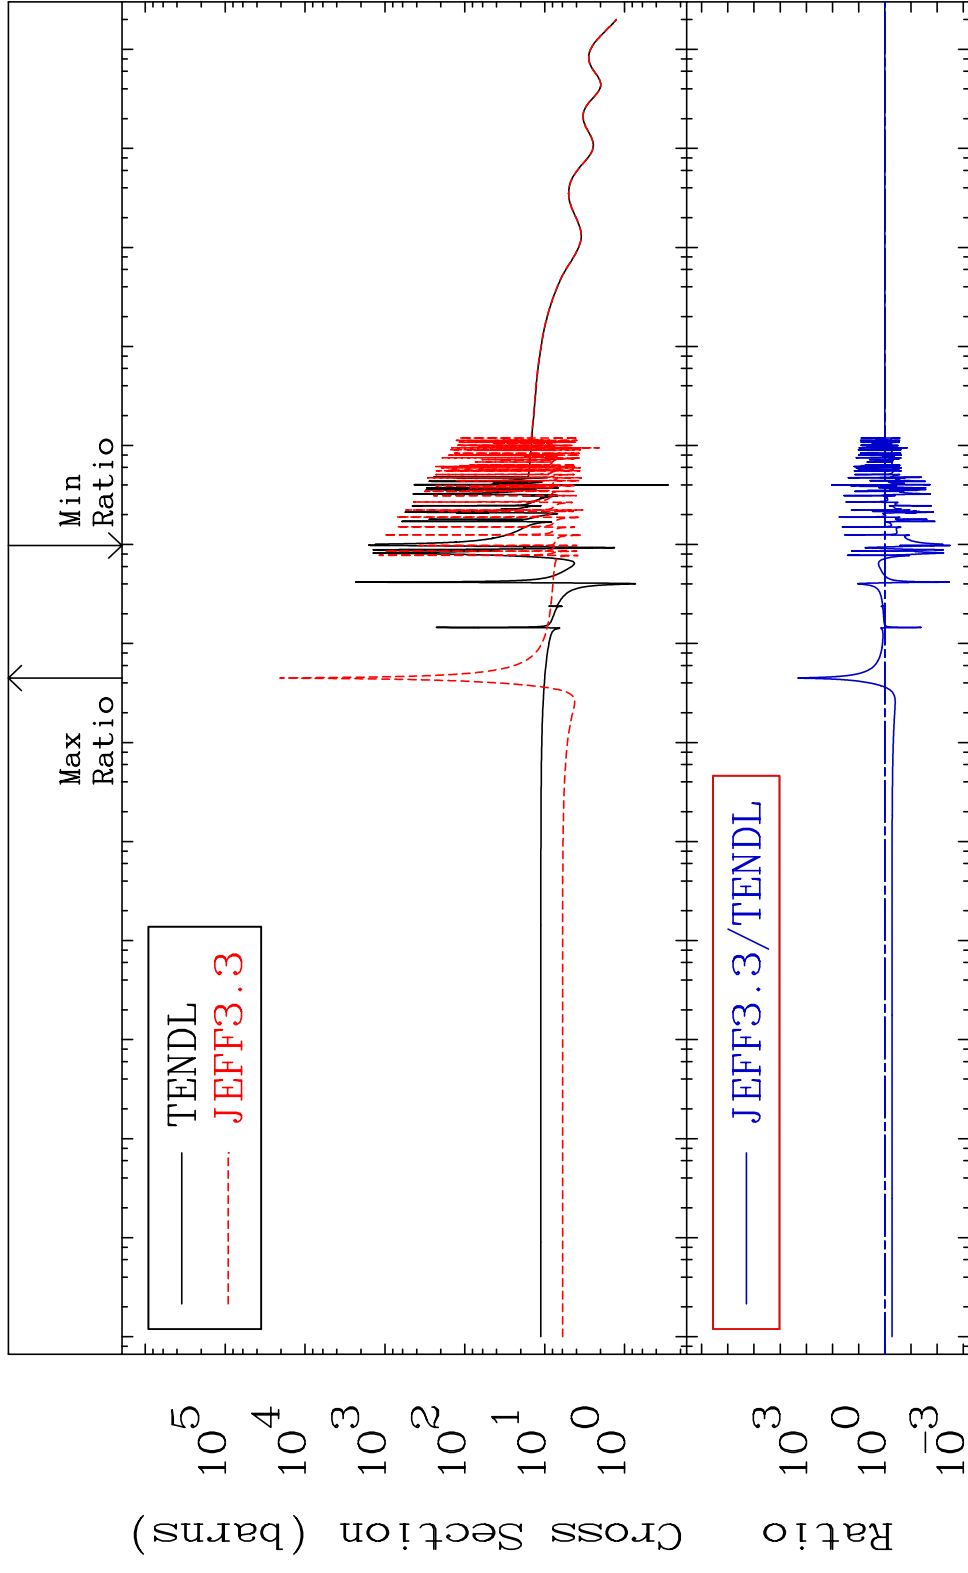 Max
Ratio
Min
Ratio
TENDL
JEFF3.3
Cross Section (barns)
10^5
10^4
10^3
10^2
10^1
10^0
JEFF3.3/TENDL
Ratio
10^3
10^0
10^-3